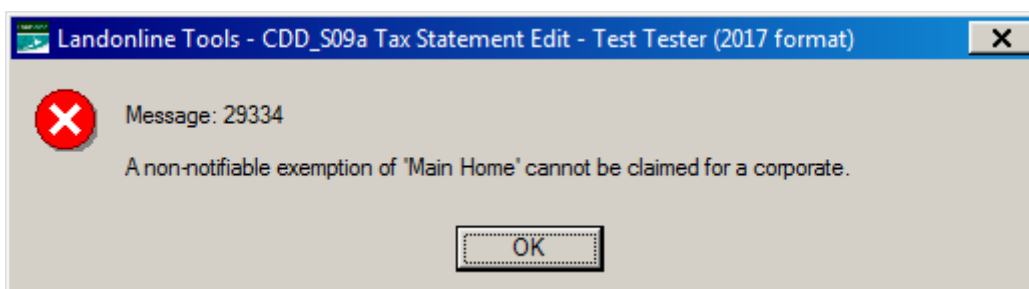 Landonline Tools - CDD_S09a Tax Statement Edit - Test Tester (2017 format)
Message: 29334
A non-notifiable exemption of 'Main Home' cannot be claimed for a corporate.
OK